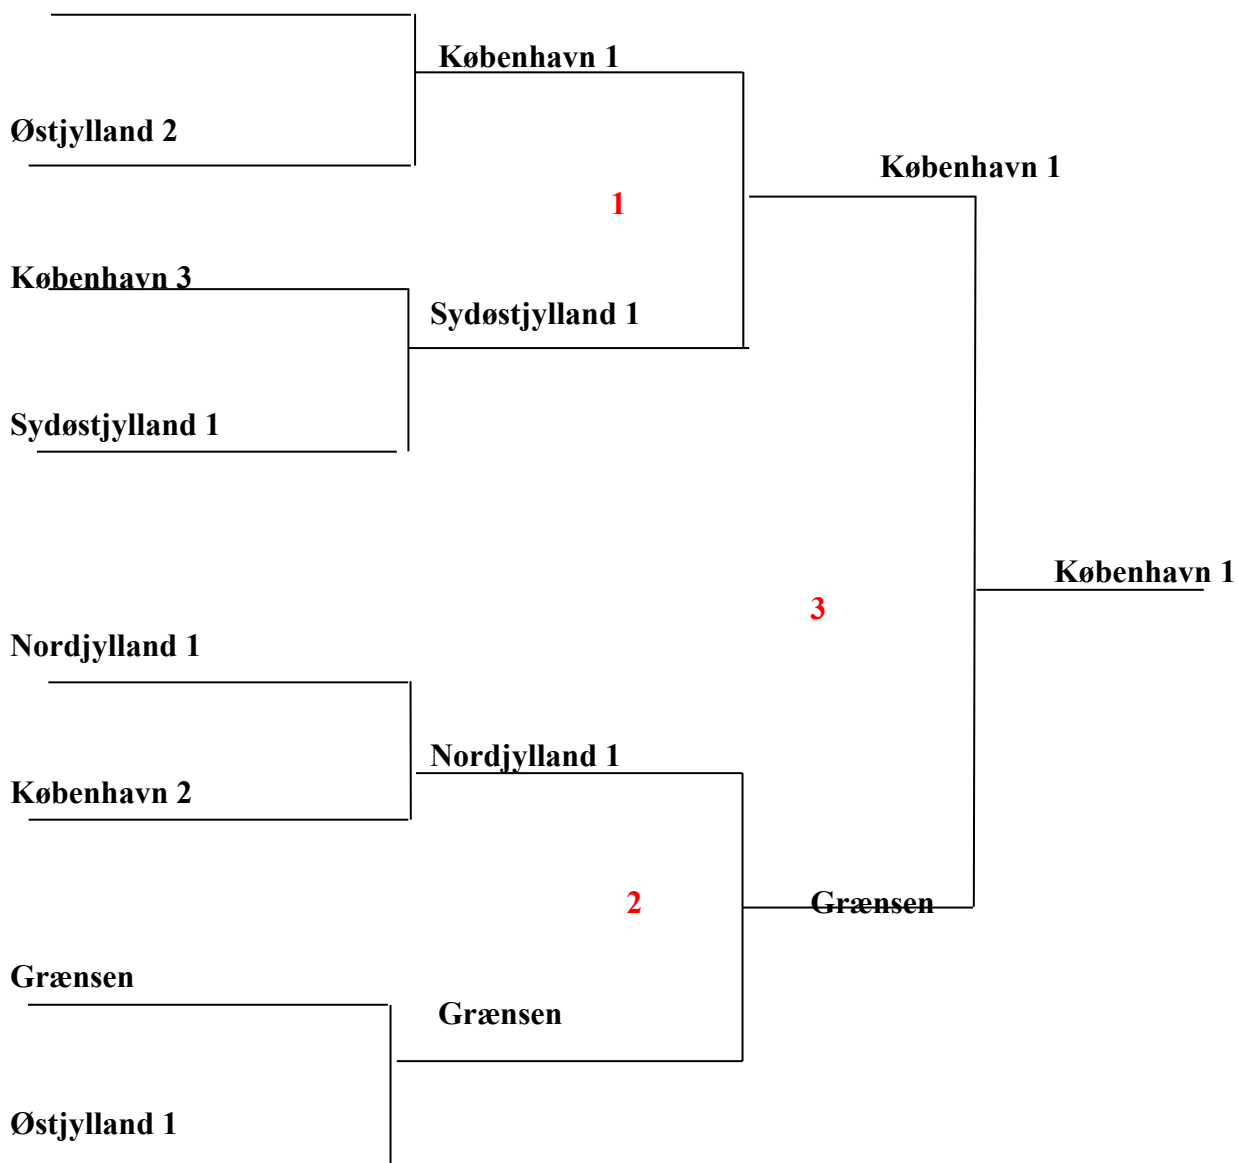 København 1
Østjylland 2
København 1
1
København 3
Sydøstjylland 1
Sydøstjylland 1
København 1
3
Nordjylland 1
Nordjylland 1
København 2
2
Grænsen
Grænsen
Grænsen
Østjylland 1